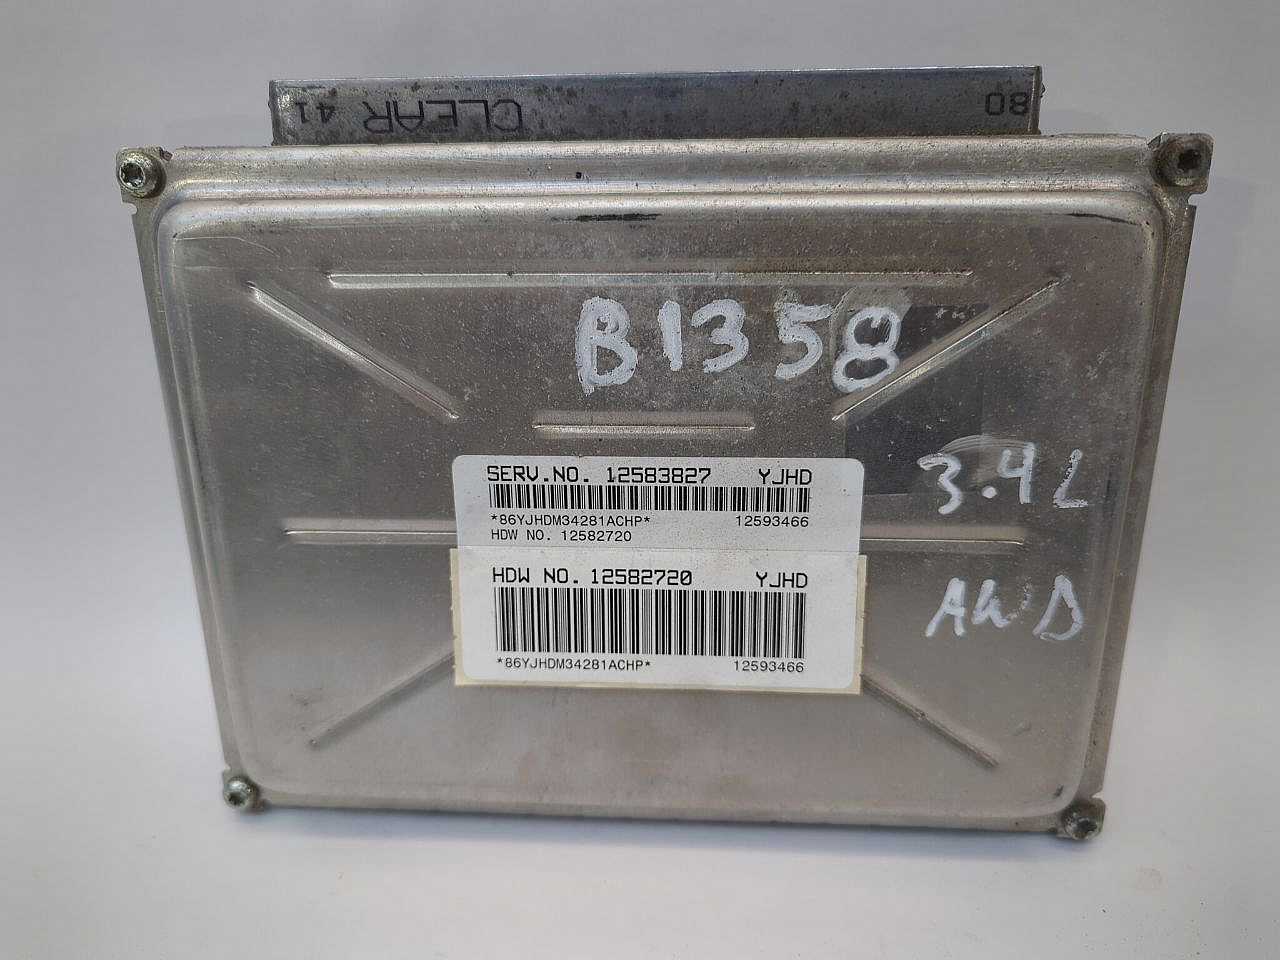 CLEAR 41
80
B1358
3.4L
AWD
SERV.NO. 12583827 YJHD
*86YJHDM34281ACHP* 12593466
HDW NO. 12582720
HDW NO. 12582720 YJHD
*86YJHDM34281ACHP* 12593466